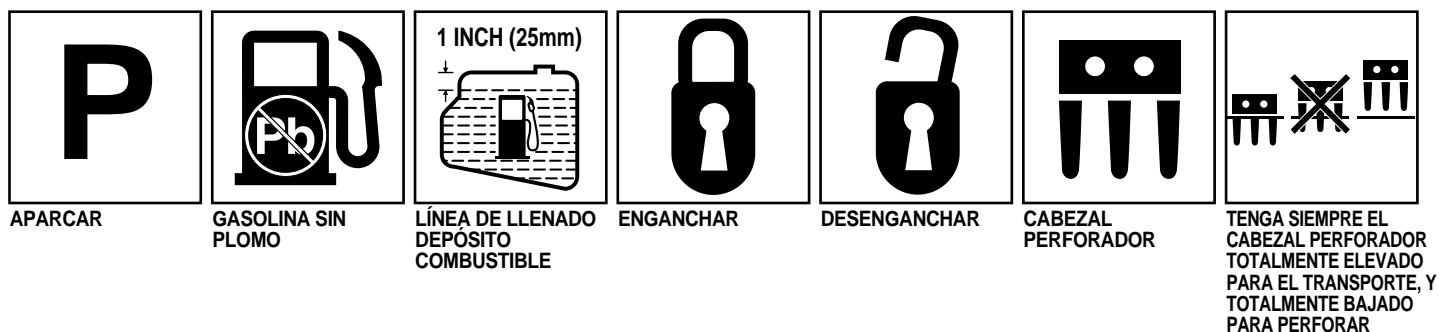 P
Pb
1 INCH (25mm)
APARCAR
GASOLINA SIN
PLOMO
LÍNEA DE LLENADO
DEPÓSITO
COMBUSTIBLE
ENGANCHAR
DESENGANCHAR
CABEZAL
PERFORADOR
TENGA SIEMPRE EL
CABEZAL PERFORADOR
TOTALMENTE ELEVADO
PARA EL TRANSPORTE, Y
TOTALMENTE BAJADO
PARA PERFORAR